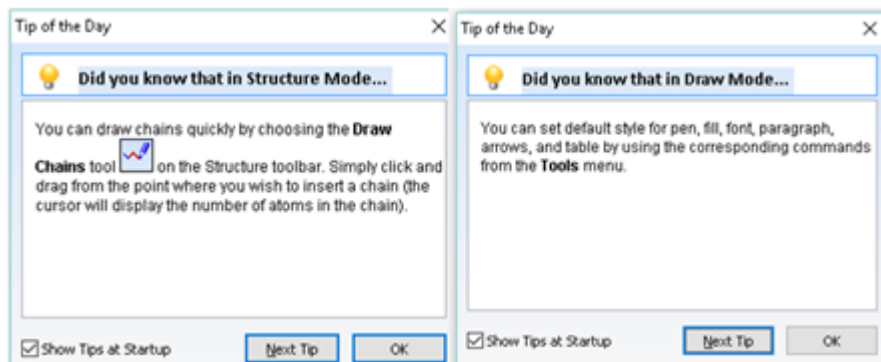 Tip of the Day
Did you know that in Structure Mode...
You can draw chains quickly by choosing the Draw
Chains tool on the Structure toolbar. Simply click and
drag from the point where you wish to insert a chain (the
cursor will display the number of atoms in the chain).
Show Tips at Startup
Next Tip
OK
Tip of the Day
Did you know that in Draw Mode...
You can set default style for pen, fill, font, paragraph,
arrows, and table by using the corresponding commands
from the Tools menu.
Show Tips at Startup
Next Tip
OK